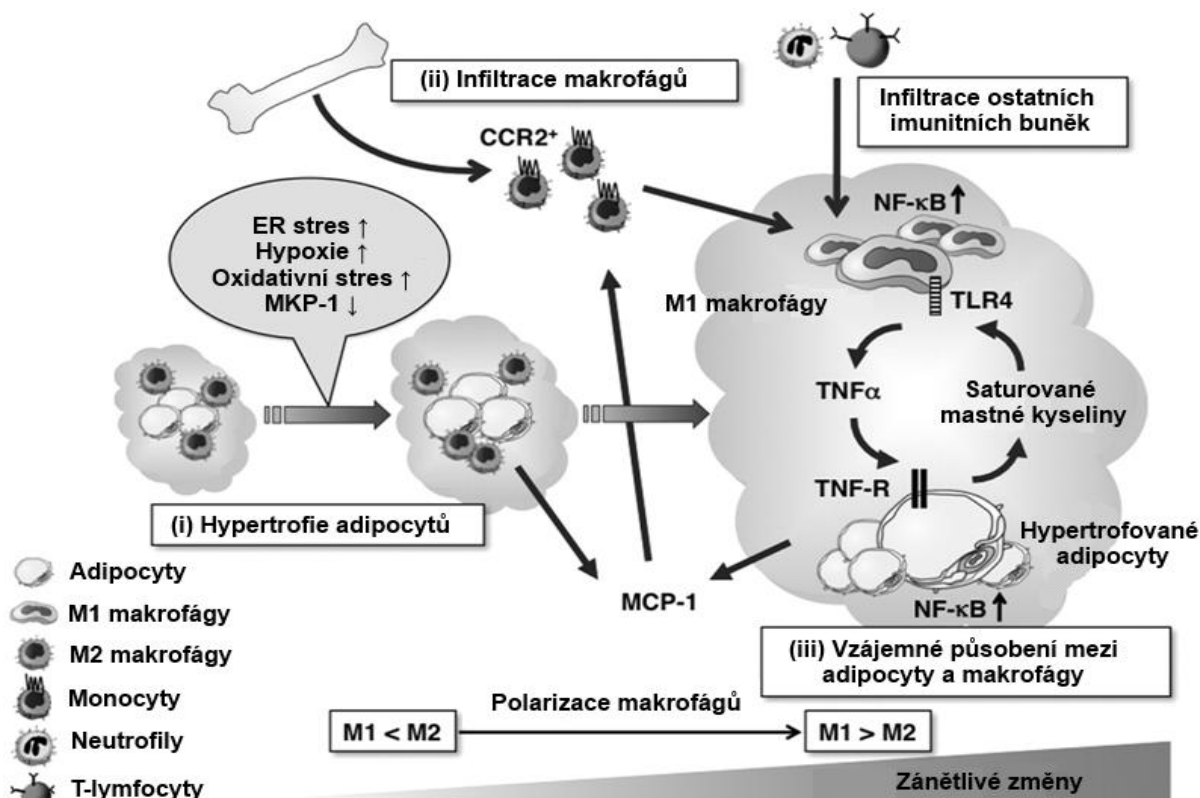 (ii) Infiltrace makrofágů
CCR2⁺
Infiltrace ostatních
imunitních buněk
ER stres ↑
Hypoxie ↑
Oxidativní stres ↑
MKP-1 ↓
NF-κB ↑
M1 makrofágy
TLR4
TNFα
Saturované
mastné kyseliny
TNF-R
Hypertrofované
adipocyty
NF-κB ↑
(i) Hypertrofie adipocytů
MCP-1
(iii) Vzájemné působení mezi
adipocyty a makrofágy
Adipocyty
M1 makrofágy
M2 makrofágy
Monocyty
Neutrofily
T-lymfocyty
Polarizace makrofágů
M1 < M2
M1 > M2
Zánětlivé změny